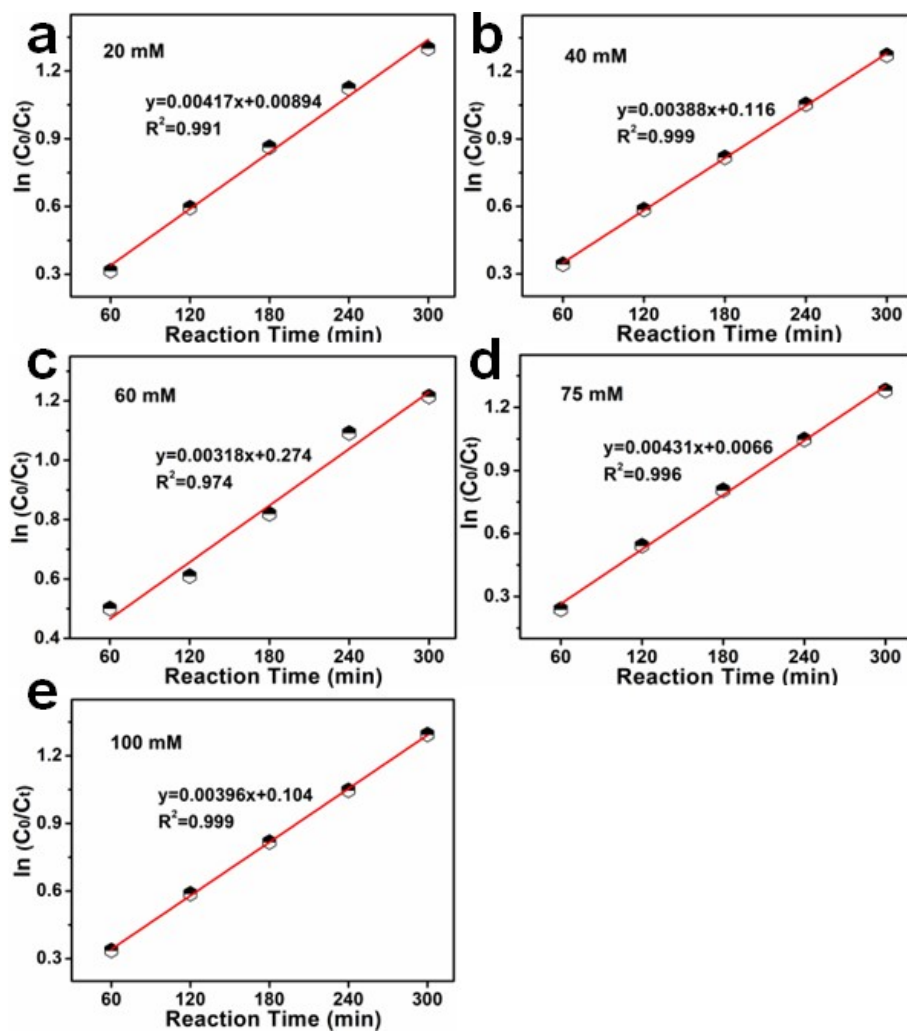 a
20 mM
y=0.00417x+0.00894
R²=0.991
ln (C₀/Cₜ)
1.2
0.9
0.6
0.3
60 120 180 240 300
Reaction Time (min)
b
40 mM
y=0.00388x+0.116
R²=0.999
ln (C₀/Cₜ)
1.2
0.9
0.6
0.3
60 120 180 240 300
Reaction Time (min)
c
60 mM
y=0.00318x+0.274
R²=0.974
ln (C₀/Cₜ)
1.2
1.0
0.8
0.6
0.4
60 120 180 240 300
Reaction Time (min)
d
75 mM
y=0.00431x+0.0066
R²=0.996
ln (C₀/Cₜ)
1.2
0.9
0.6
0.3
60 120 180 240 300
Reaction Time (min)
e
100 mM
y=0.00396x+0.104
R²=0.999
ln (C₀/Cₜ)
1.2
0.9
0.6
0.3
60 120 180 240 300
Reaction Time (min)